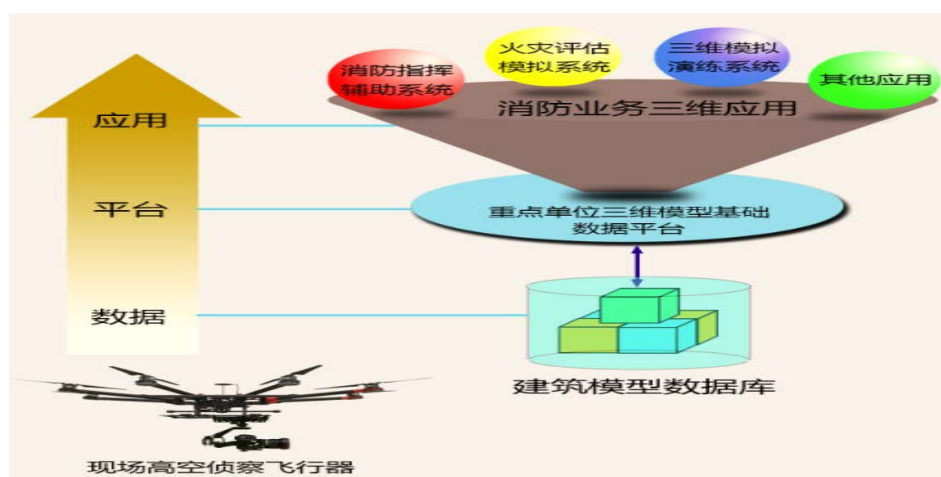 消防指挥
辅助系统
火灾评估
模拟系统
三维模拟
演练系统
其他应用
消防业务三维应用
应用
平台
重点单位三维模型基础
数据平台
数据
建筑模型数据库
现场高空侦察飞行器